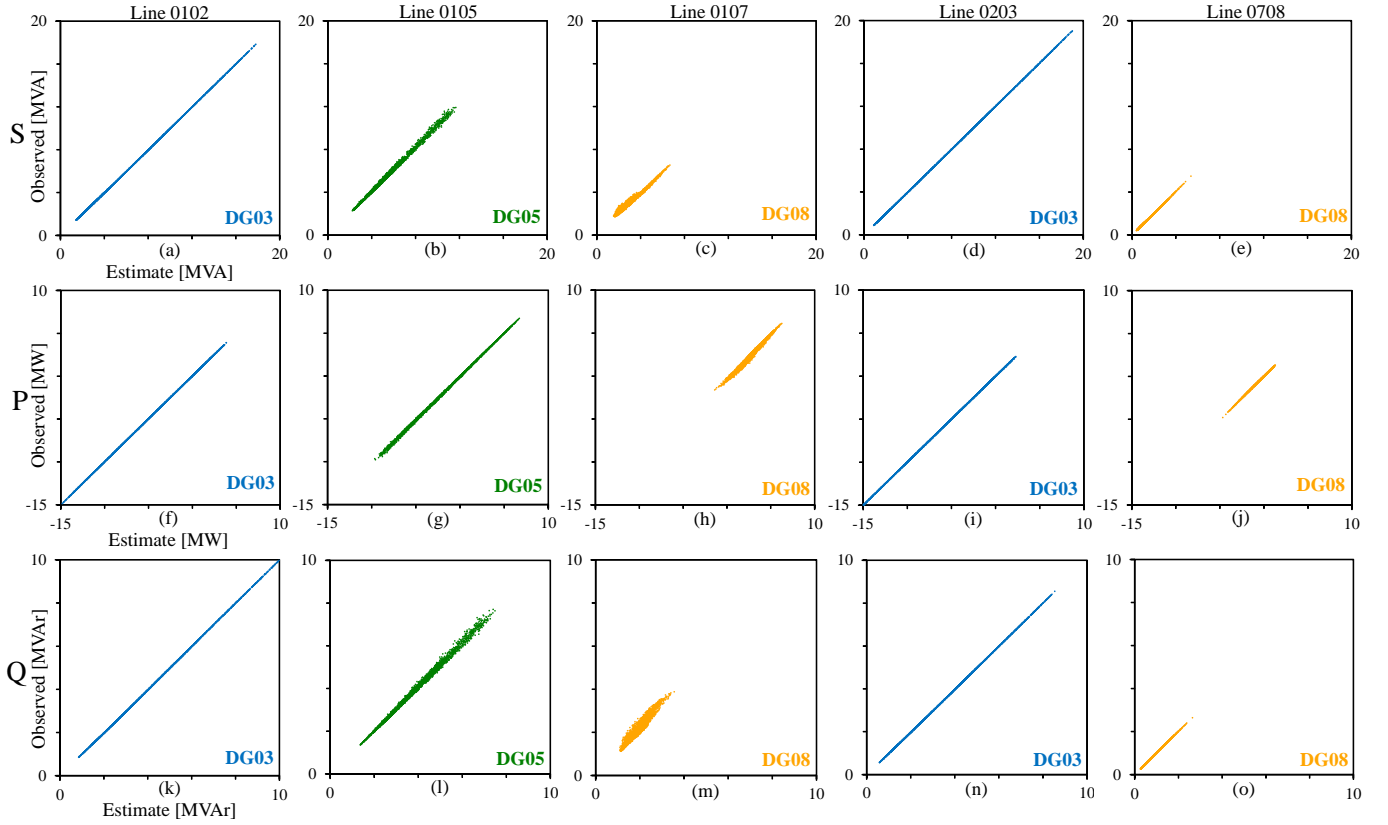 Line 0102 Line 0105 Line 0107 Line 0203 Line 0708
S
Observed [MVA]
20 20 20 20 20
DG03 DG05 DG08 DG03 DG08
0 0 0 0 0
0 (a) 20 0 (b) 20 0 (c) 20 0 (d) 20 0 (e) 20
Estimate [MVA]
P
Observed [MW]
10 10 10 10 10
DG03 DG05 DG08 DG03 DG08
-15 -15 -15 -15 -15
-15 (f) 10 -15 (g) 10 -15 (h) 10 -15 (i) 10 -15 (j) 10
Estimate [MW]
Q
Observed [MVAr]
10 10 10 10 10
DG03 DG05 DG08 DG03 DG08
0 0 0 0 0
0 (k) 10 0 (l) 10 0 (m) 10 0 (n) 10 0 (o) 10
Estimate [MVAr]